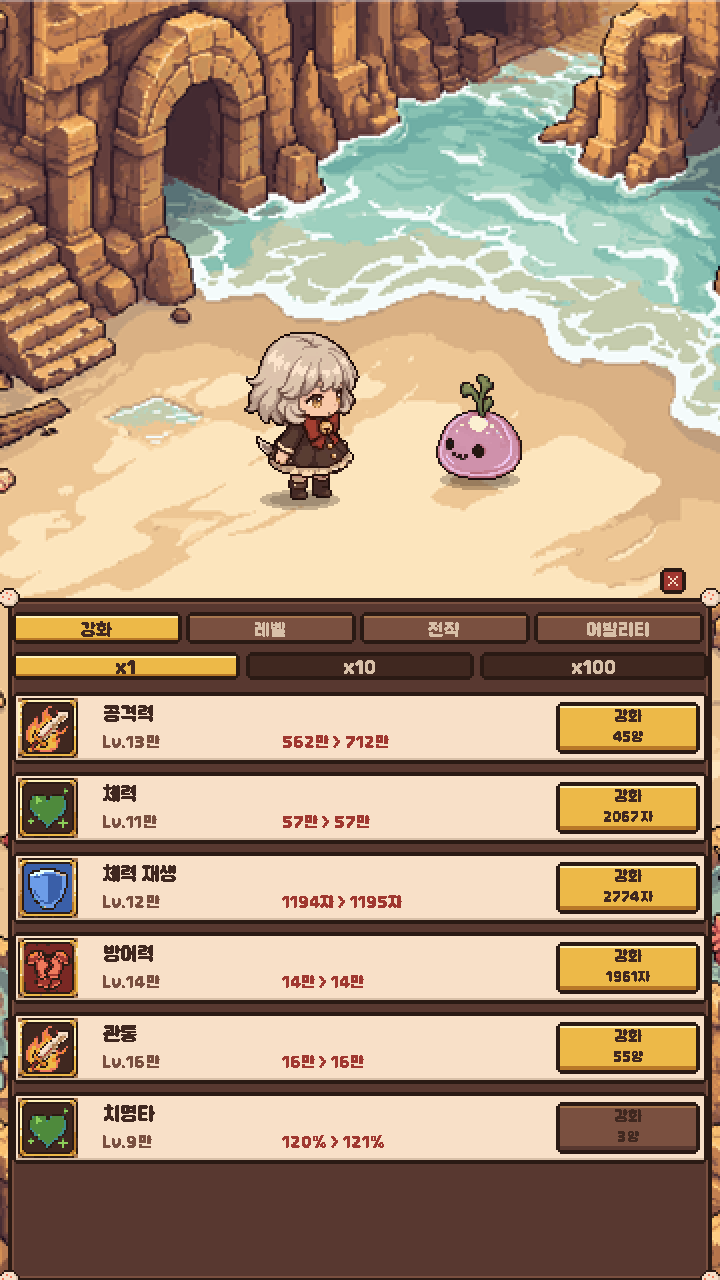 강화
레벨
전직
어빌리티
x1
x10
x100
공격력
Lv.13만
562만 > 712만
강화
45양
체력
Lv.11만
57만 > 57만
강화
2067자
체력 재생
Lv.12만
1194자 > 1195자
강화
2774자
방어력
Lv.14만
14만 > 14만
강화
1961자
관통
Lv.16만
16만 > 16만
강화
55양
치명타
Lv.9만
120% > 121%
강화
3양